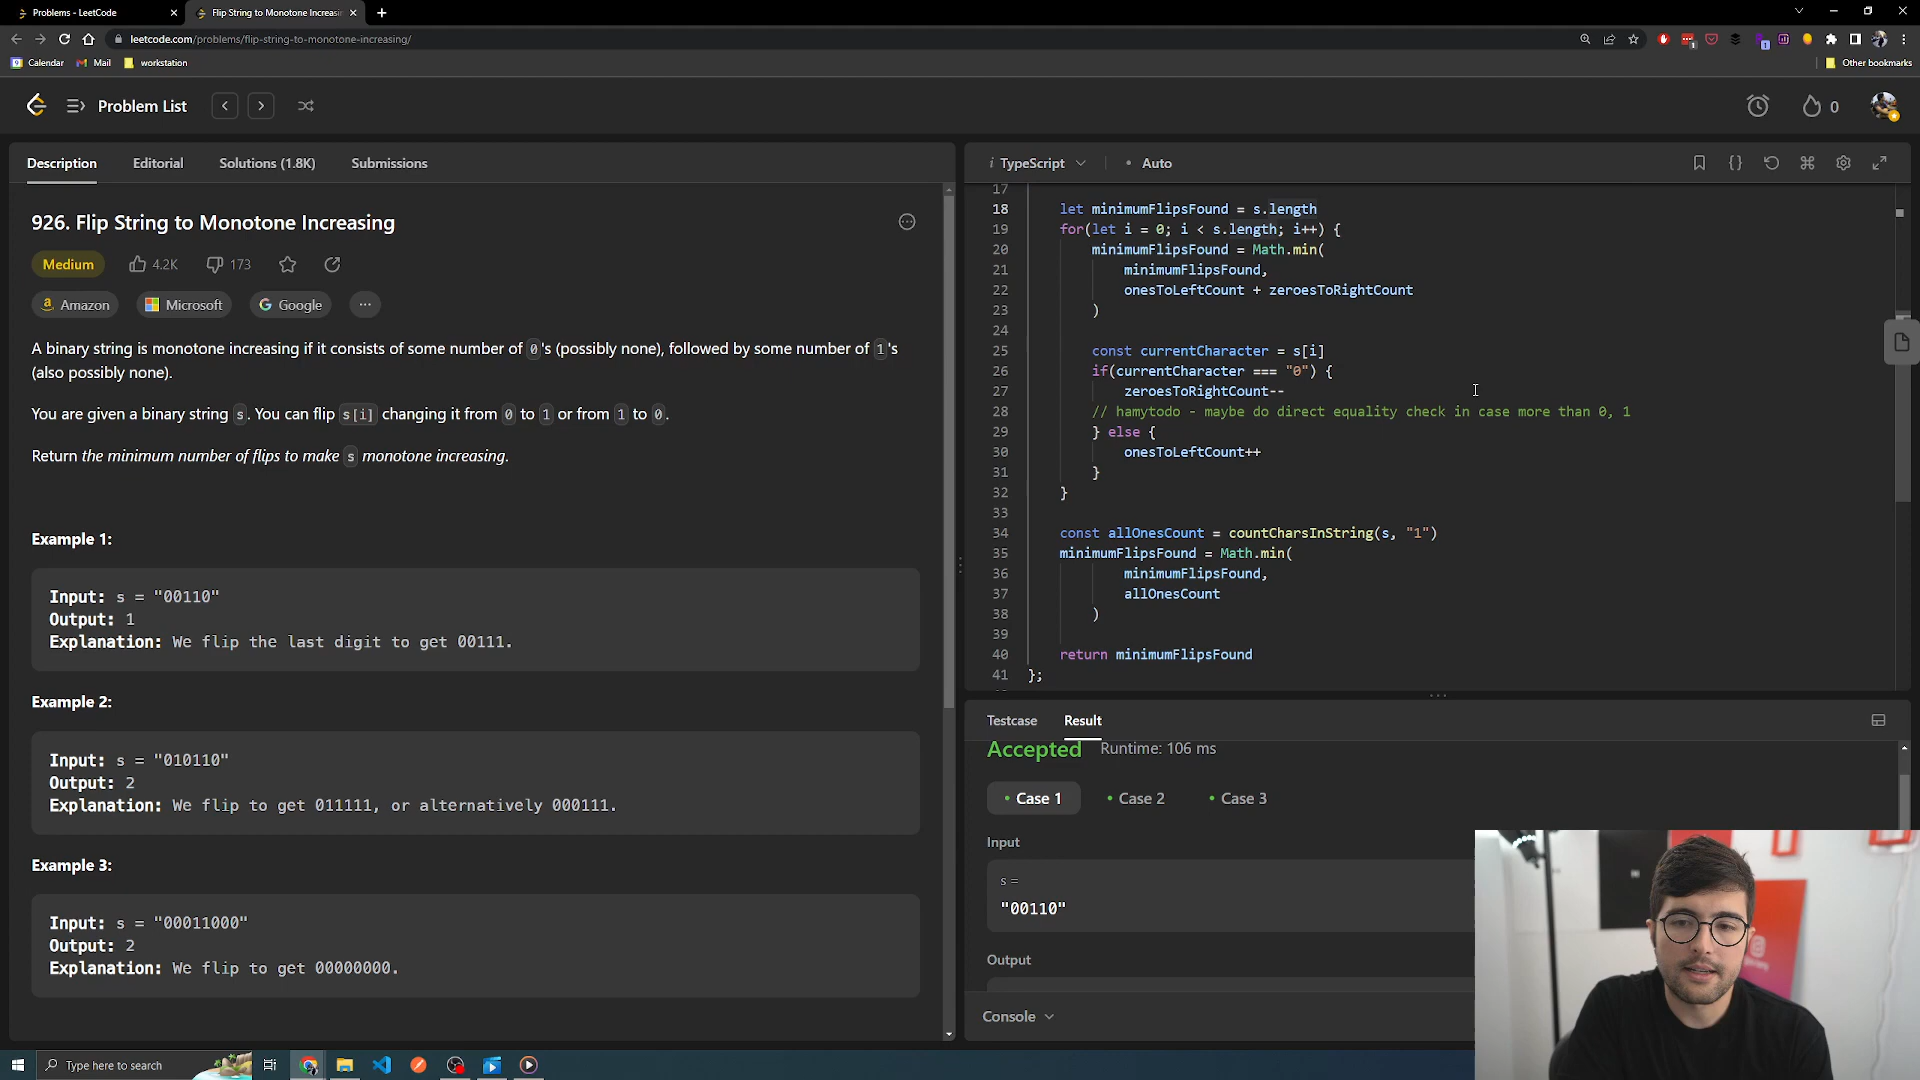 Problems - LeetCode
Flip String to Monotone Increasin
leetcode.com/problems/flip-string-to-monotone-increasing/
Calendar
Mail
workstation
Other bookmarks
Problem List
0
Description
Editorial
Solutions (1.8K)
Submissions
926. Flip String to Monotone Increasing
Medium
4.2K
173
Amazon
Microsoft
Google
A binary string is monotone increasing if it consists of some number of 0's (possibly none), followed by some number of 1's
(also possibly none).
You are given a binary string s. You can flip s[i] changing it from 0 to 1 or from 1 to 0.
Return the minimum number of flips to make s monotone increasing.
Example 1:
Input: s = "00110"
Output: 1
Explanation: We flip the last digit to get 00111.
Example 2:
Input: s = "010110"
Output: 2
Explanation: We flip to get 011111, or alternatively 000111.
Example 3:
Input: s = "00011000"
Output: 2
Explanation: We flip to get 00000000.
i TypeScript
• Auto
17
18 let minimumFlipsFound = s.length
19 for(let i = 0; i < s.length; i++) {
20 minimumFlipsFound = Math.min(
21 minimumFlipsFound,
22 onesToLeftCount + zeroesToRightCount
23 )
24
25 const currentCharacter = s[i]
26 if(currentCharacter === "0") {
27 zeroesToRightCount--
28 // hamytodo - maybe do direct equality check in case more than 0, 1
29 } else {
30 onesToLeftCount++
31 }
32 }
33
34 const allOnesCount = countCharsInString(s, "1")
35 minimumFlipsFound = Math.min(
36 minimumFlipsFound,
37 allOnesCount
38 )
39
40 return minimumFlipsFound
41 };
Testcase
Result
Accepted
Runtime: 106 ms
• Case 1
• Case 2
• Case 3
Input
s =
"00110"
Output
Console
Type here to search